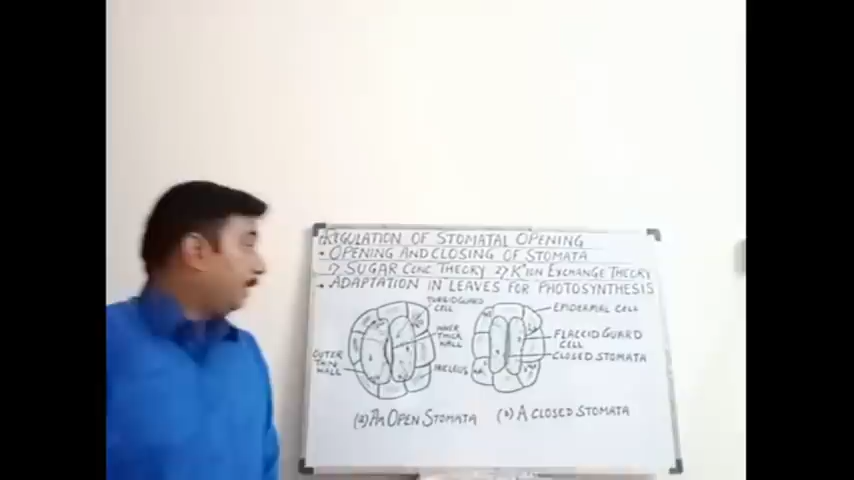 REGULATION OF STOMATAL OPENING
• OPENING AND CLOSING OF STOMATA
1) SUGAR CONC THEORY 2) K+ ION EXCHANGE THEORY
• ADAPTATION IN LEAVES FOR PHOTOSYNTHESIS
TURGID GUARD
CELL
INNER
THICK
WALL
OUTER
THIN
WALL
NUCLEUS
EPIDERMAL CELL
FLACCID GUARD
CELL
CLOSED STOMATA
(a) AN OPEN STOMATA
(b) A CLOSED STOMATA